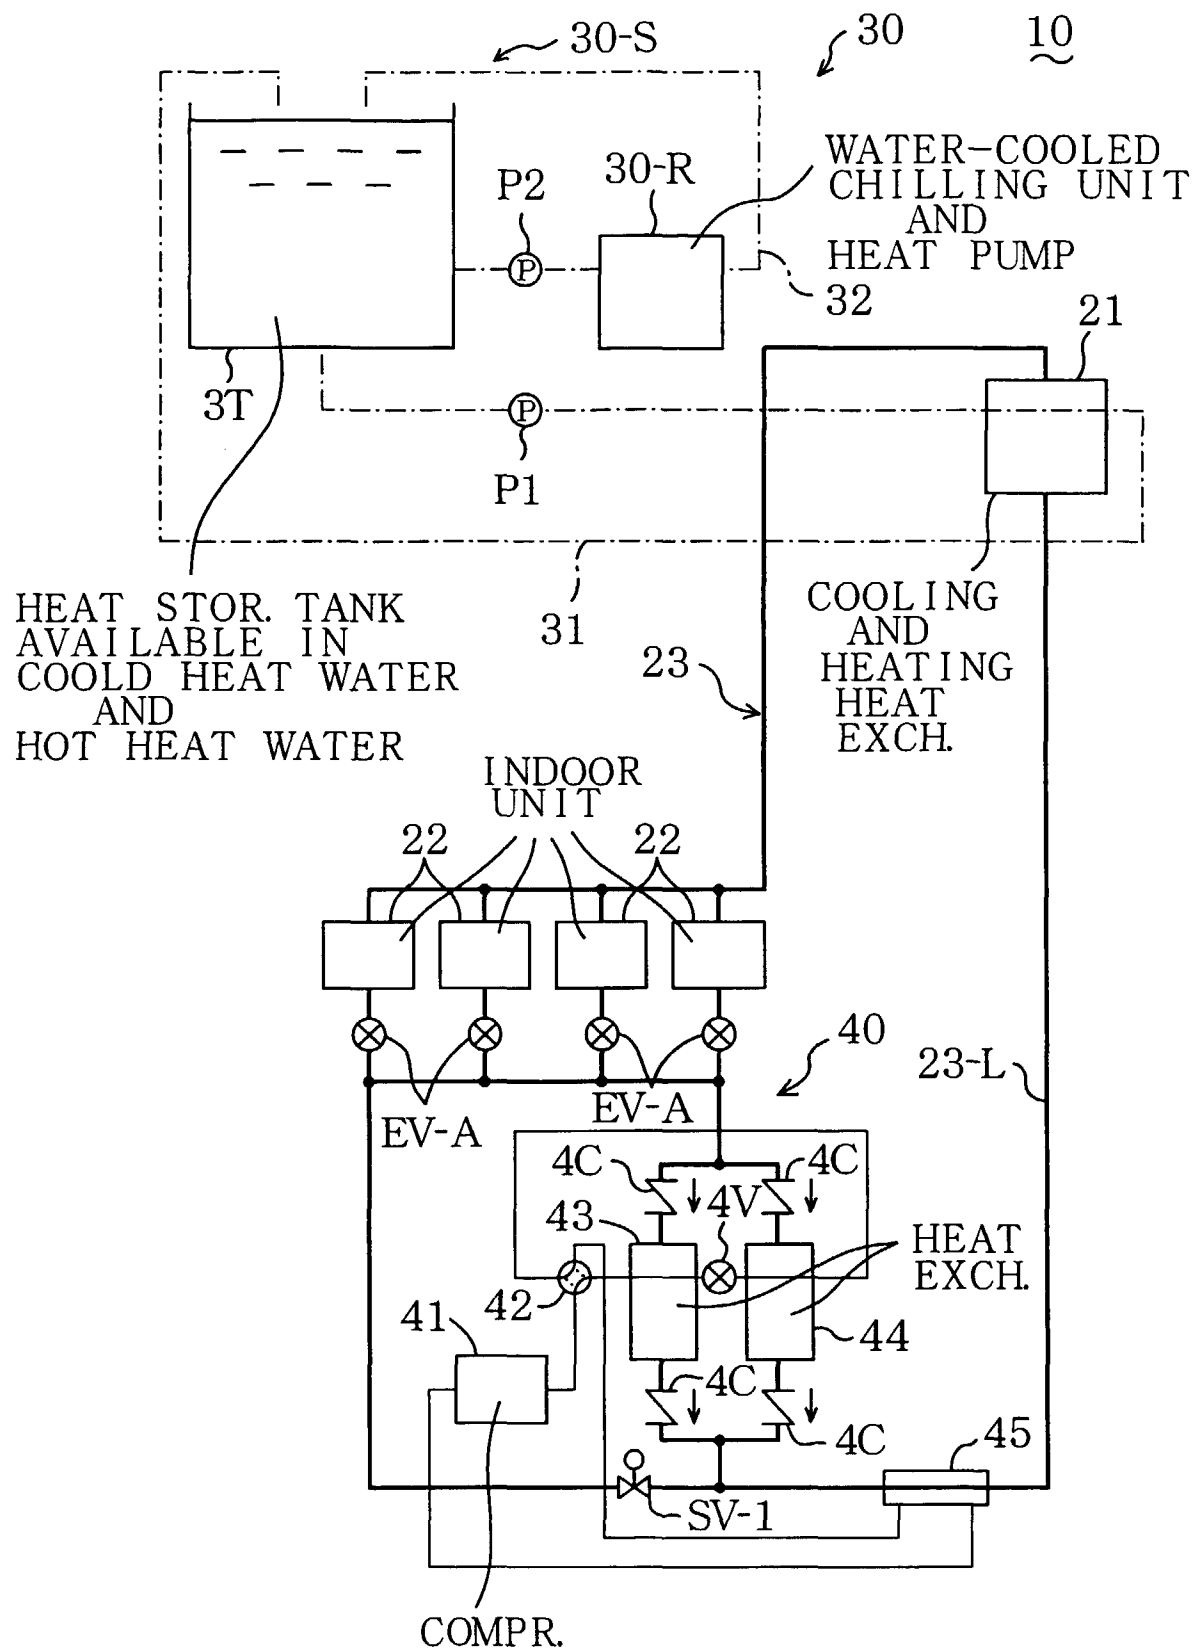 30-S
30
10
WATER-COOLED
CHILLING UNIT
AND
HEAT PUMP
30-R
P2
P
32
21
3T
P
P1
HEAT STOR. TANK
AVAILABLE IN
COOLD HEAT WATER
AND
HOT HEAT WATER
31
COOLING
AND
HEATING
HEAT
EXCH.
23
INDOOR
UNIT
22
22
40
23-L
EV-A
EV-A
4C
4C
4V
43
HEAT
EXCH.
42
41
44
4C
4C
45
SV-1
COMPR.